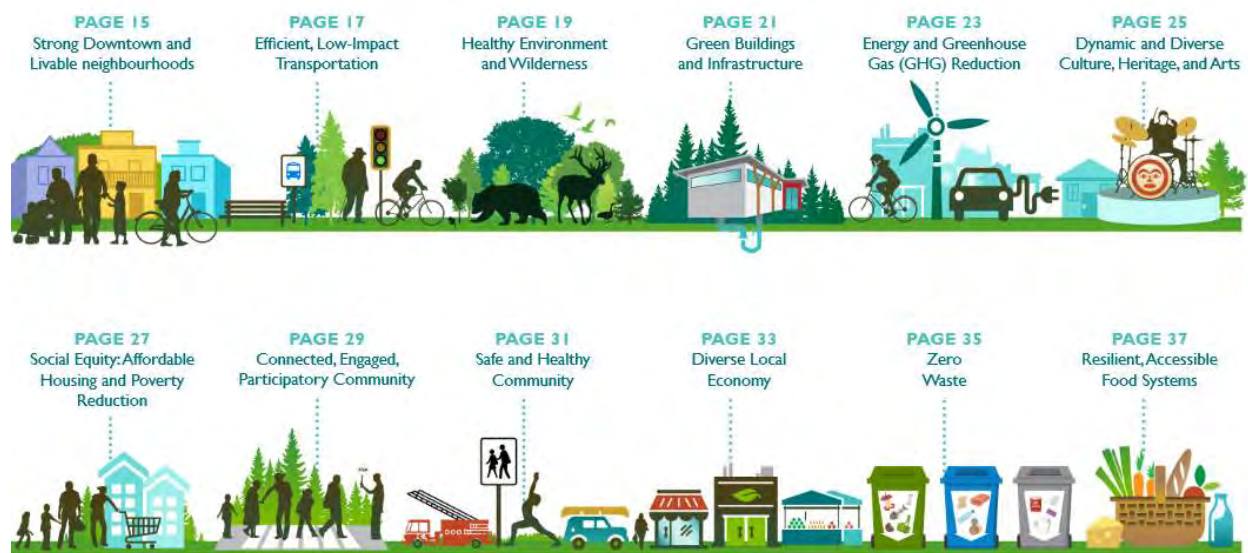 PAGE 15
Strong Downtown and
Livable neighbourhoods
PAGE 17
Efficient, Low-Impact
Transportation
PAGE 19
Healthy Environment
and Wilderness
PAGE 21
Green Buildings
and Infrastructure
PAGE 23
Energy and Greenhouse
Gas (GHG) Reduction
PAGE 25
Dynamic and Diverse
Culture, Heritage, and Arts
PAGE 27
Social Equity: Affordable
Housing and Poverty
Reduction
PAGE 29
Connected, Engaged,
Participatory Community
PAGE 31
Safe and Healthy
Community
PAGE 33
Diverse Local
Economy
PAGE 35
Zero
Waste
PAGE 37
Resilient, Accessible
Food Systems